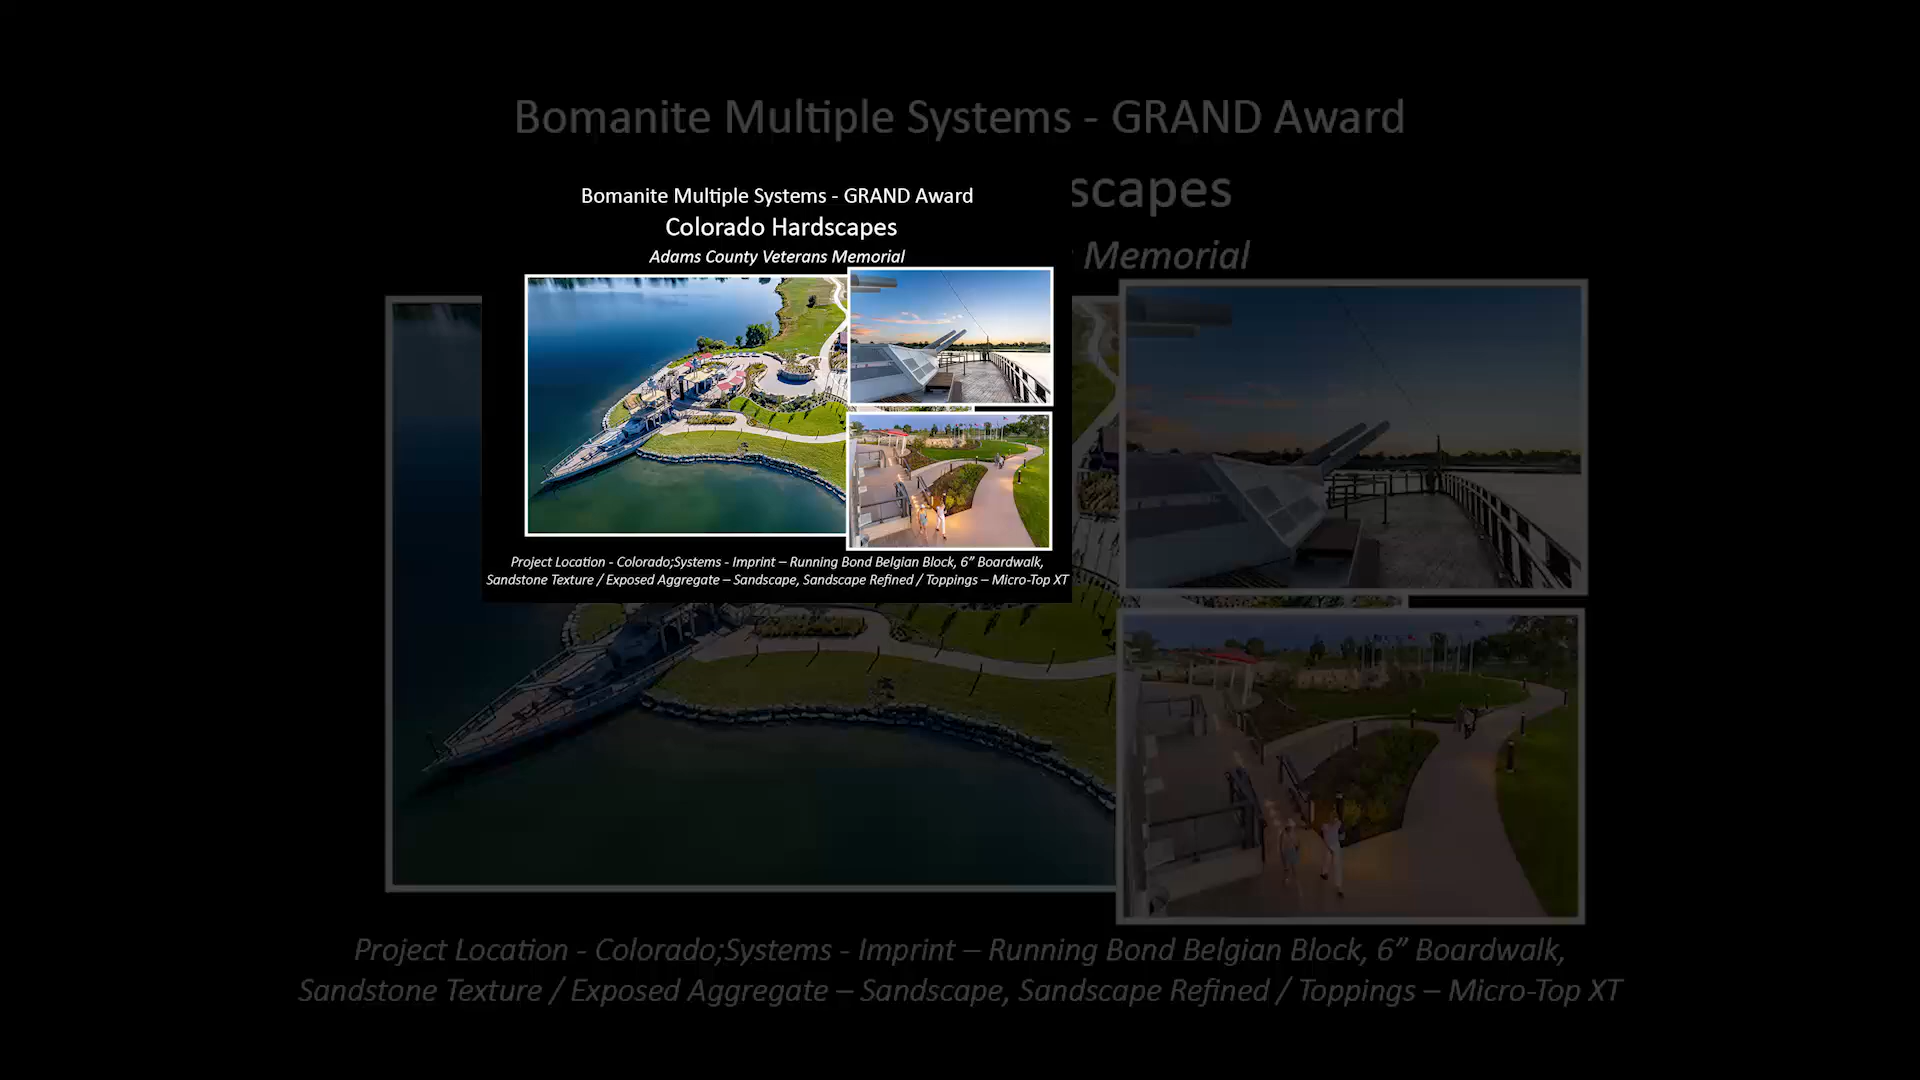 Bomanite Multiple Systems - GRAND Award
scapes
Memorial
Bomanite Multiple Systems - GRAND Award
Colorado Hardscapes
Adams County Veterans Memorial
Project Location - Colorado;Systems - Imprint – Running Bond Belgian Block, 6” Boardwalk,
Sandstone Texture / Exposed Aggregate – Sandscape, Sandscape Refined / Toppings – Micro-Top XT
Project Location - Colorado;Systems - Imprint – Running Bond Belgian Block, 6” Boardwalk,
Sandstone Texture / Exposed Aggregate – Sandscape, Sandscape Refined / Toppings – Micro-Top XT